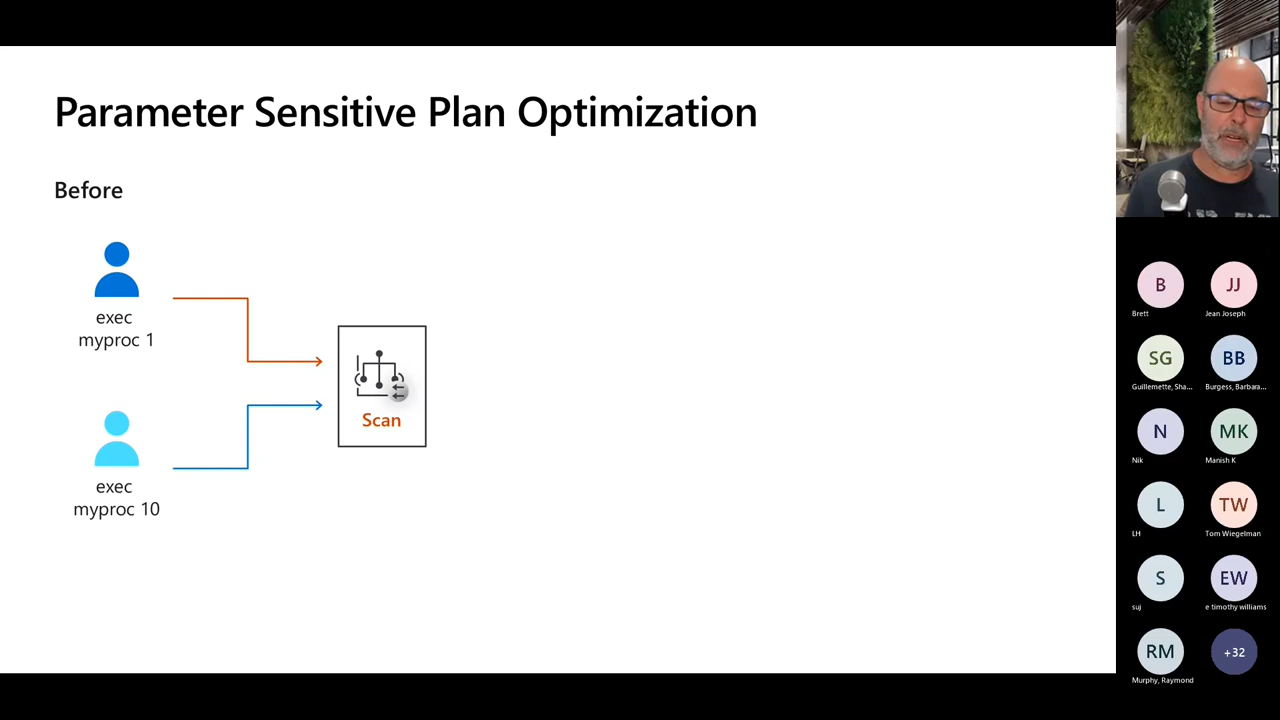 Parameter Sensitive Plan Optimization
Before
exec
myproc 1
Scan
exec
myproc 10
B
Brett
JJ
Jean Joseph
SG
Guillemette, Sha...
BB
Burgess, Barbara...
N
Nik
MK
Manish K
L
LH
TW
Tom Wiegelman
S
suj
EW
e timothy williams
RM
Murphy, Raymond
+32